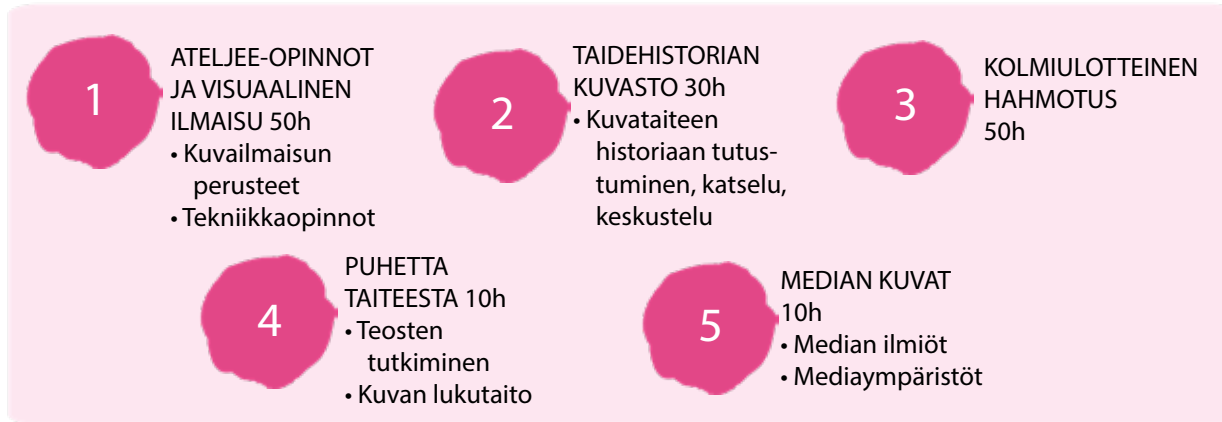 1
ATELJEE-OPINNOT
JA VISUAALINEN
ILMAISU 50h
• Kuvailmaisun
perusteet
• Tekniikkaopinnot
2
TAIDEHISTORIAN
KUVASTO 30h
• Kuvataiteen
historiaan tutus-
tuminen, katselu,
keskustelu
3
KOLMIULOTTEINEN
HAHMOTUS
50h
4
PUHETTA
TAITEESTA 10h
• Teosten
tutkiminen
• Kuvan lukutaito
5
MEDIAN KUVAT
10h
• Median ilmiöt
• Mediaympäristöt